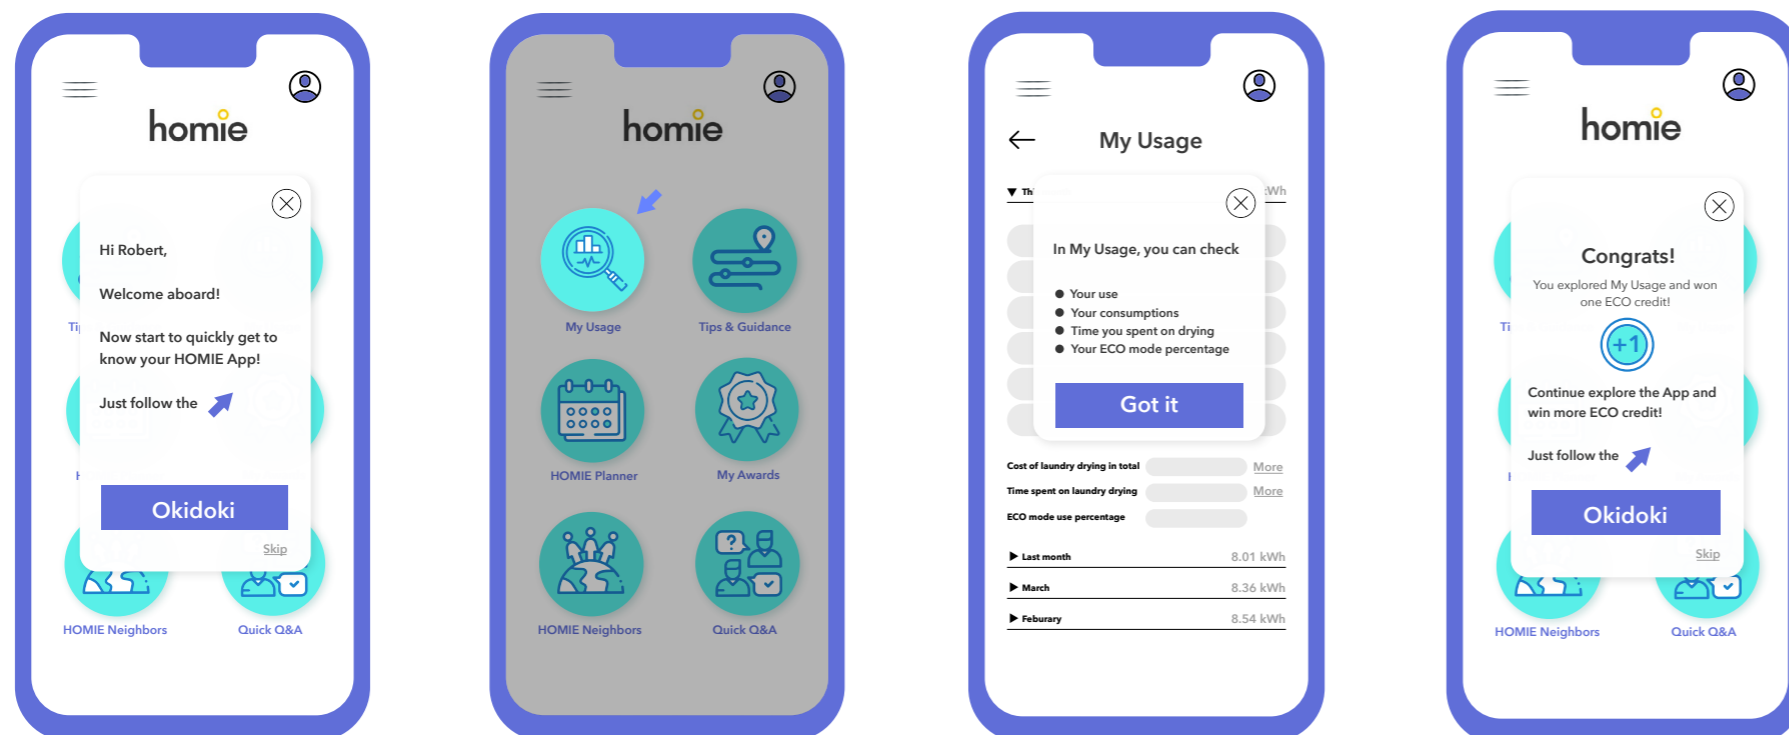 homie
Hi Robert,
Welcome aboard!
Now start to quickly get to
know your HOMIE App!
Just follow the
Okidoki
Skip
HOMIE Neighbors
Quick Q&A
homie
My Usage
Tips & Guidance
HOMIE Planner
My Awards
HOMIE Neighbors
Quick Q&A
My Usage
kWh
In My Usage, you can check
● Your use
● Your consumptions
● Time you spent on drying
● Your ECO mode percentage
Got it
Cost of laundry drying in total More
Time spent on laundry drying More
ECO mode use percentage
▶ Last month 8.01 kWh
▶ March 8.36 kWh
▶ Feburary 8.54 kWh
homie
Congrats!
You explored My Usage and won
one ECO credit!
+1
Continue explore the App and
win more ECO credit!
Just follow the
Okidoki
Skip
HOMIE Neighbors
Quick Q&A